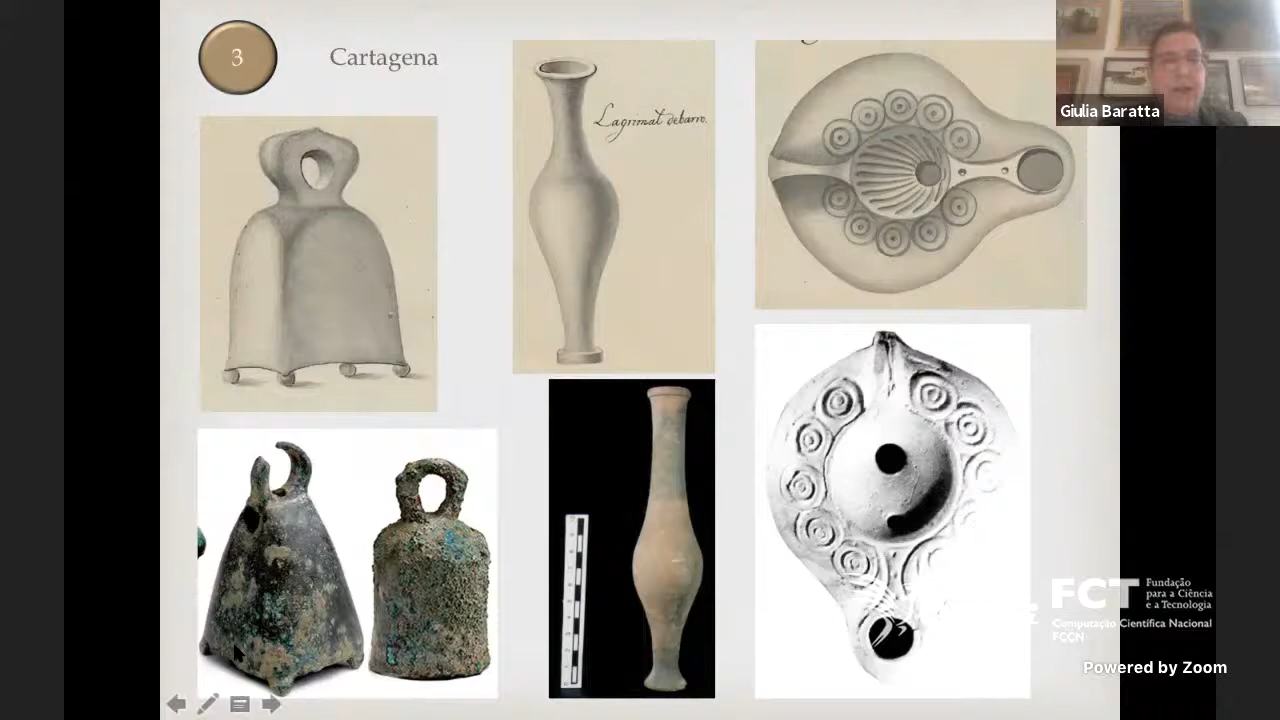 3
Cartagena
Lagrimat.^ de barro.
Giulia Baratta
FCT
Fundação
para a Ciência
e a Tecnologia
Computação Científica Nacional
FCCN
Powered by Zoom